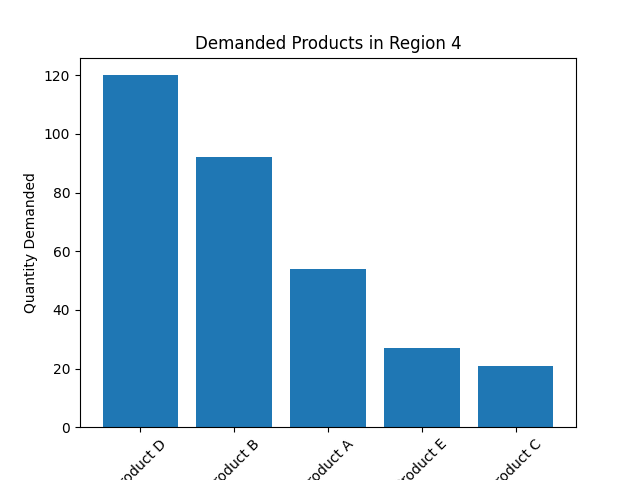 Demanded Products in Region 4
Quantity Demanded
120
100
80
60
40
20
0
roduct D
roduct B
roduct A
roduct E
roduct C